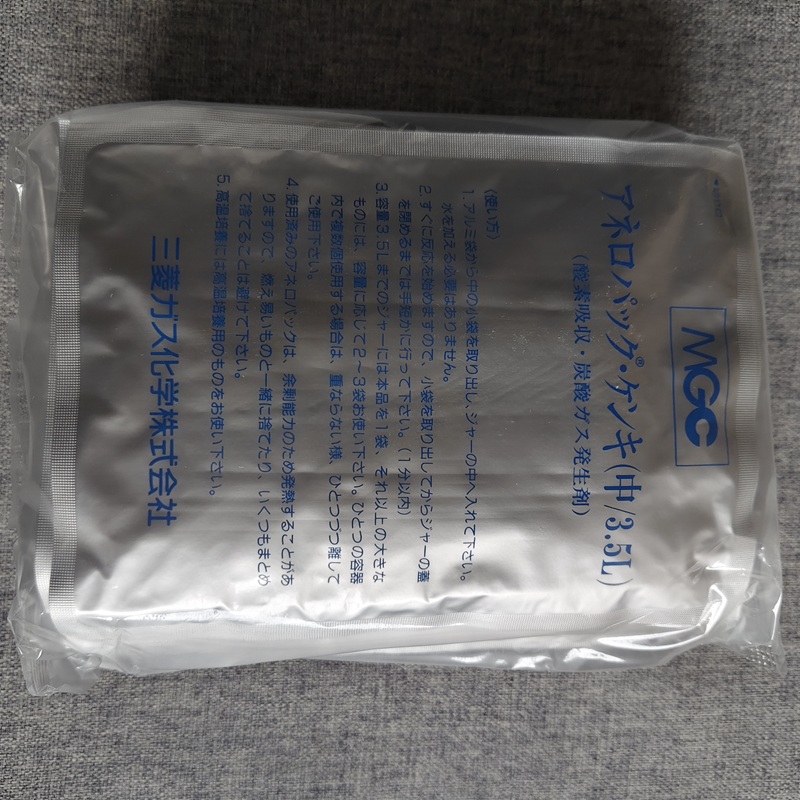 MGC
アネロパック®・ケンキ(中/3.5L)
(酸素吸収・炭酸ガス発生剤)
〈使い方〉
1. アルミ袋から中の小袋を取り出し、ジャーの中へ入れて下さい。
水を加える必要はありません。
2. すぐに反応を始めますので、小袋を取り出してからジャーの蓋
を閉めるまでは手短かに行って下さい。(1分以内)
3. 容量3.5Lまでのジャーには本品を1袋、それ以上の大きな
ものには、容量に応じて2〜3袋お使い下さい。ひとつの容器
内で複数個使用する場合は、重ならない様、ひとつづつ離して
ご使用下さい。
4. 使用済みのアネロパックは、余剰能力のため発熱することがあ
りますので、燃え易いものと一緒に捨てたり、いくつもまとめ
て捨てることは避けて下さい。
5. 高温培養には高温培養用のものをお使い下さい。
三菱ガス化学株式会社